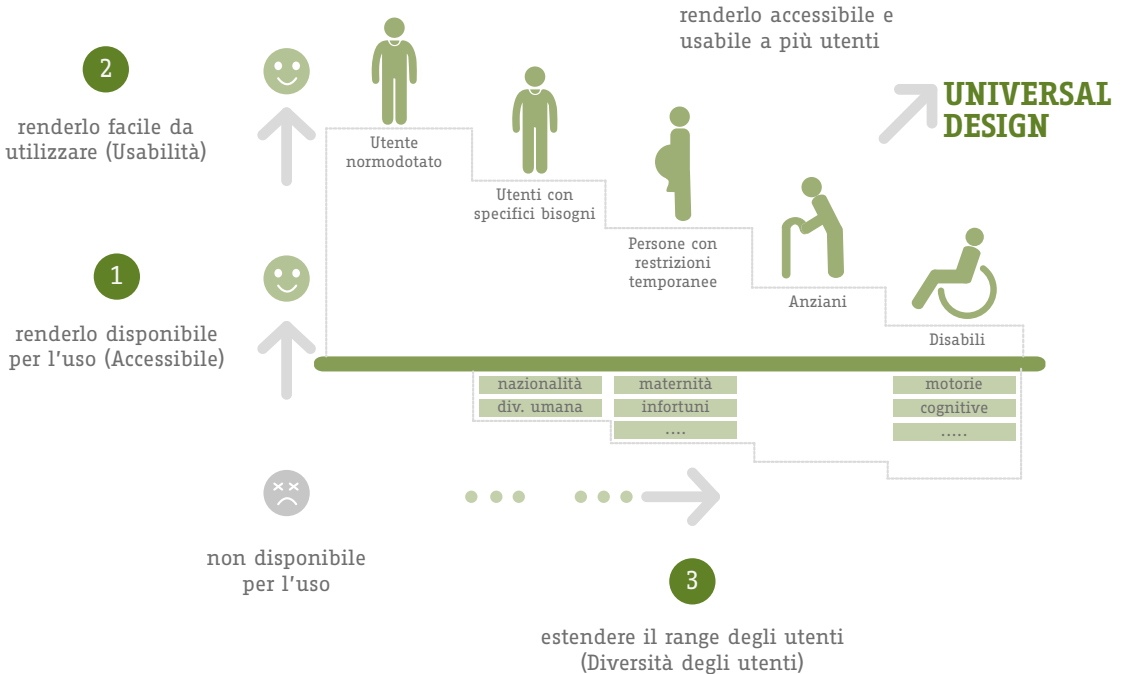 renderlo accessibile e
usabile a più utenti
UNIVERSAL
DESIGN
2
renderlo facile da
utilizzare (Usabilità)
Utente
normodotato
Utenti con
specifici bisogni
Persone con
restrizioni
temporanee
Anziani
Disabili
1
renderlo disponibile
per l'uso (Accessibile)
nazionalità
div. umana
maternità
infortuni
....
motorie
cognitive
.....
non disponibile
per l'uso
3
estendere il range degli utenti
(Diversità degli utenti)